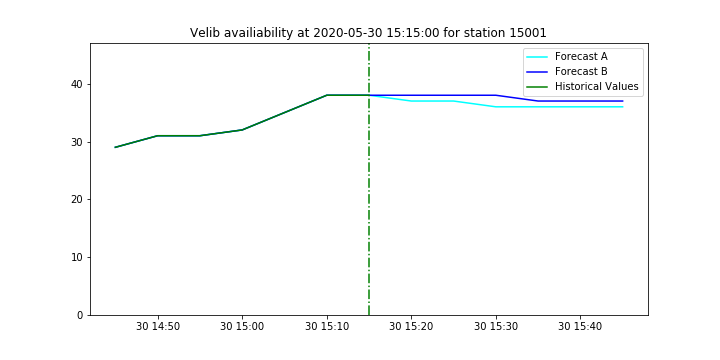 Velib availiability at 2020-05-30 15:15:00 for station 15001
Forecast A
Forecast B
Historical Values
40
30
20
10
0
30 14:50
30 15:00
30 15:10
30 15:20
30 15:30
30 15:40